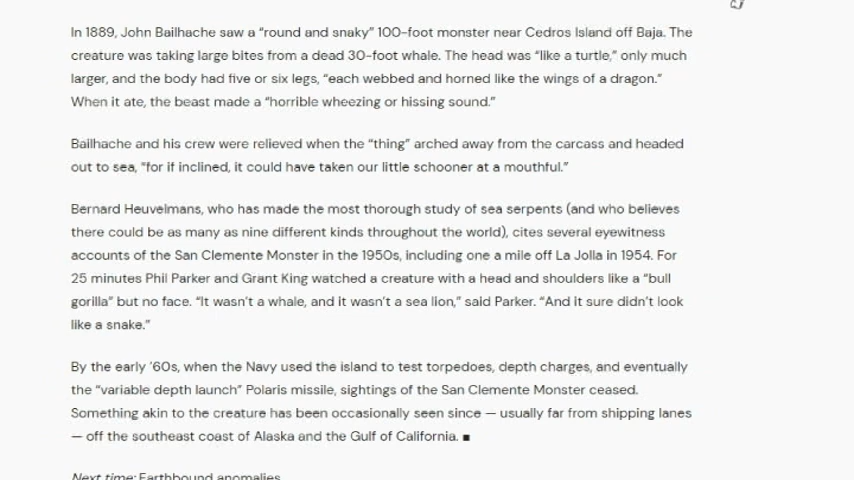 In 1889, John Bailhache saw a “round and snaky” 100-foot monster near Cedros Island off Baja. The
creature was taking large bites from a dead 30-foot whale. The head was “like a turtle,” only much
larger, and the body had five or six legs, “each webbed and horned like the wings of a dragon.”
When it ate, the beast made a “horrible wheezing or hissing sound.”
Bailhache and his crew were relieved when the “thing” arched away from the carcass and headed
out to sea, “for if inclined, it could have taken our little schooner at a mouthful.”
Bernard Heuvelmans, who has made the most thorough study of sea serpents (and who believes
there could be as many as nine different kinds throughout the world), cites several eyewitness
accounts of the San Clemente Monster in the 1950s, including one a mile off La Jolla in 1954. For
25 minutes Phil Parker and Grant King watched a creature with a head and shoulders like a “bull
gorilla” but no face. “It wasn’t a whale, and it wasn’t a sea lion,” said Parker. “And it sure didn’t look
like a snake.”
By the early ’60s, when the Navy used the island to test torpedoes, depth charges, and eventually
the “variable depth launch” Polaris missile, sightings of the San Clemente Monster ceased.
Something akin to the creature has been occasionally seen since — usually far from shipping lanes
— off the southeast coast of Alaska and the Gulf of California. ■
Next time: Earthbound anomalies